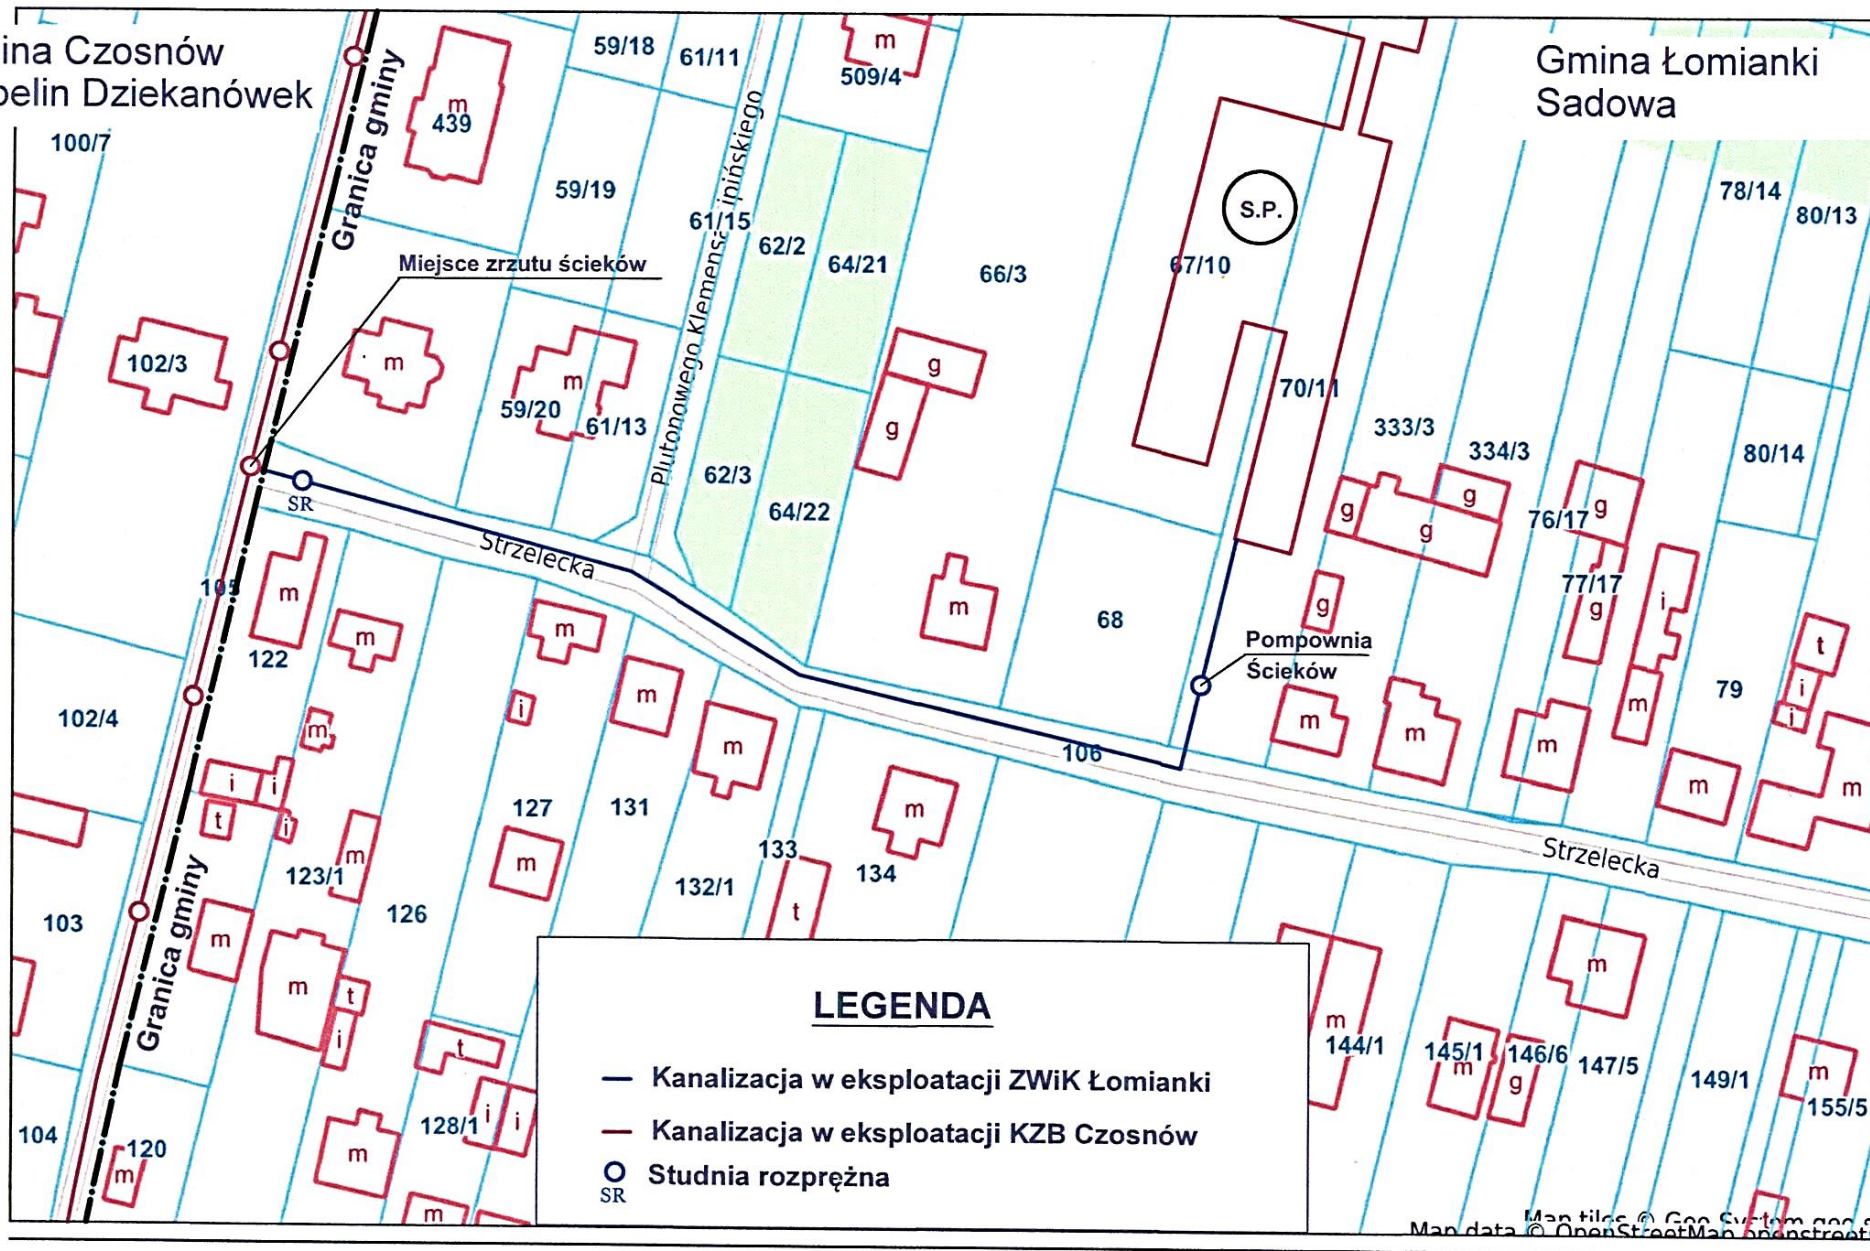 ina Czosnów
pelin Dziekanówek
Gmina Łomianki
Sadowa
59/18
61/11
m
509/4
m
439
Granica gminy
100/7
59/19
61/15
62/2
64/21
66/3
S.P.
67/10
78/14
80/13
Miejsce zrzutu ścieków
Plutonowego Klemensa
102/3
m
m
59/20
61/13
g
g
70/11
333/3
334/3
80/14
62/3
64/22
g
g
g
g
76/17
SR
Strzelecka
105
m
122
m
m
m
68
g
77/17
g
i
t
Pompownia
Ścieków
79
i
i
102/4
m
i
m
m
m
m
m
m
m
m
106
i
i
t
i
127
131
m
133
134
Strzelecka
123/1
m
m
126
132/1
t
103
m
m
t
i
Granica gminy
m
m
144/1
145/1
m
146/6
g
147/5
149/1
m
155/5
t
128/1
i
i
104
120
m
m
m
t
LEGENDA
Kanalizacja w eksploatacji ZWiK Łomianki
Kanalizacja w eksploatacji KZB Czosnów
Studnia rozprężna
SR
Map data © OpenStreetMap